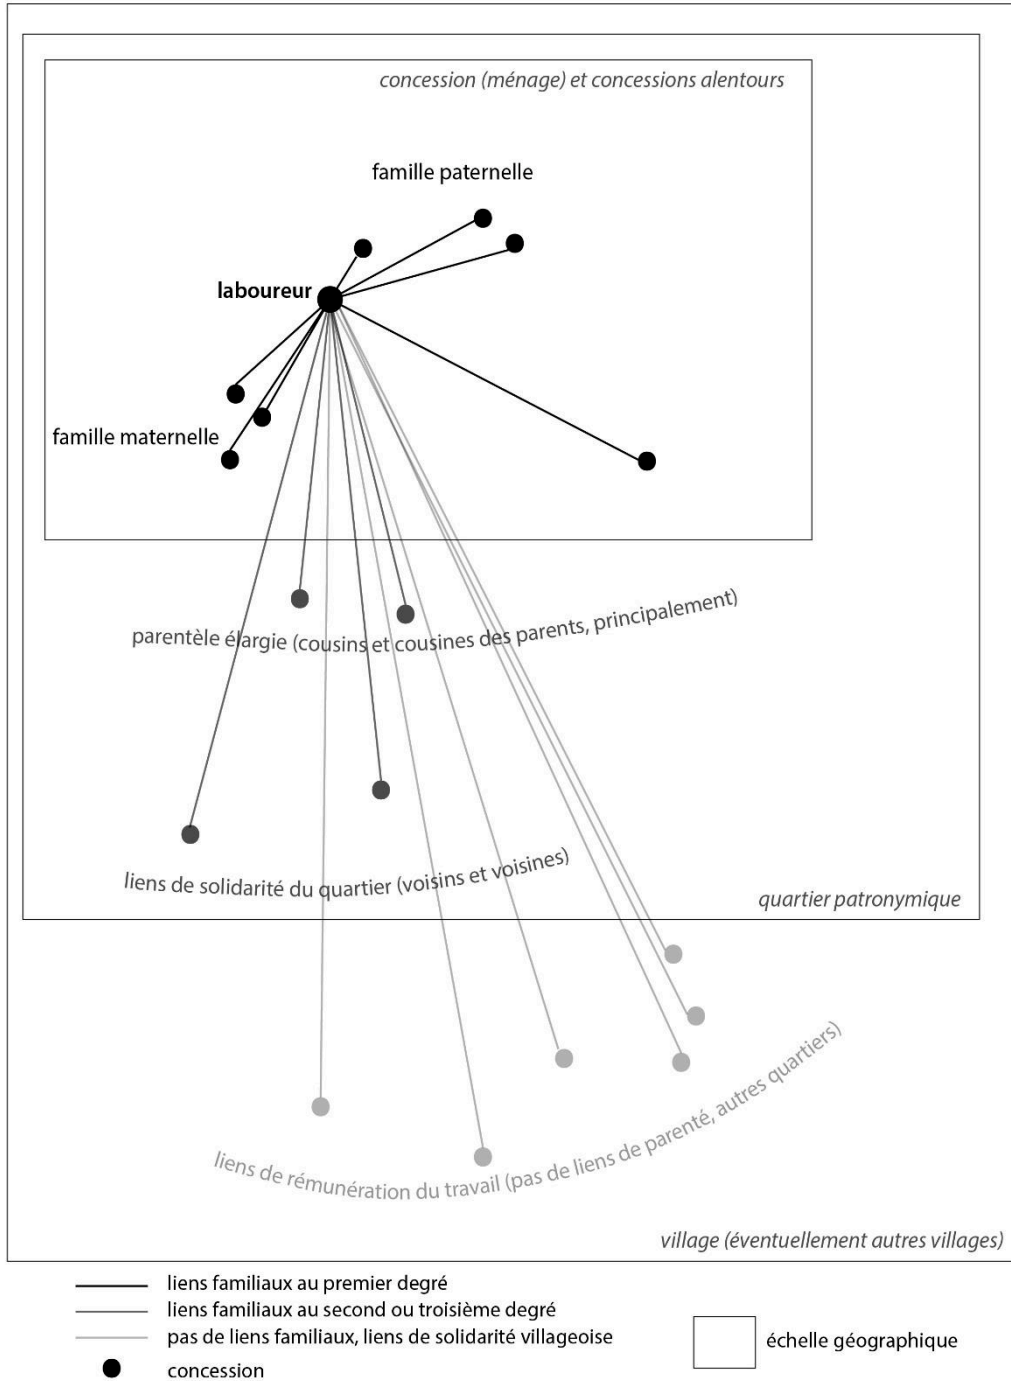 concession (ménage) et concessions alentours
famille paternelle
laboureur
famille maternelle
parentèle élargie (cousins et cousines des parents, principalement)
liens de solidarité du quartier (voisins et voisines)
quartier patronymique
liens de rémunération du travail (pas de liens de parenté, autres quartiers)
village (éventuellement autres villages)
liens familiaux au premier degré
liens familiaux au second ou troisième degré
pas de liens familiaux, liens de solidarité villageoise
concession
échelle géographique